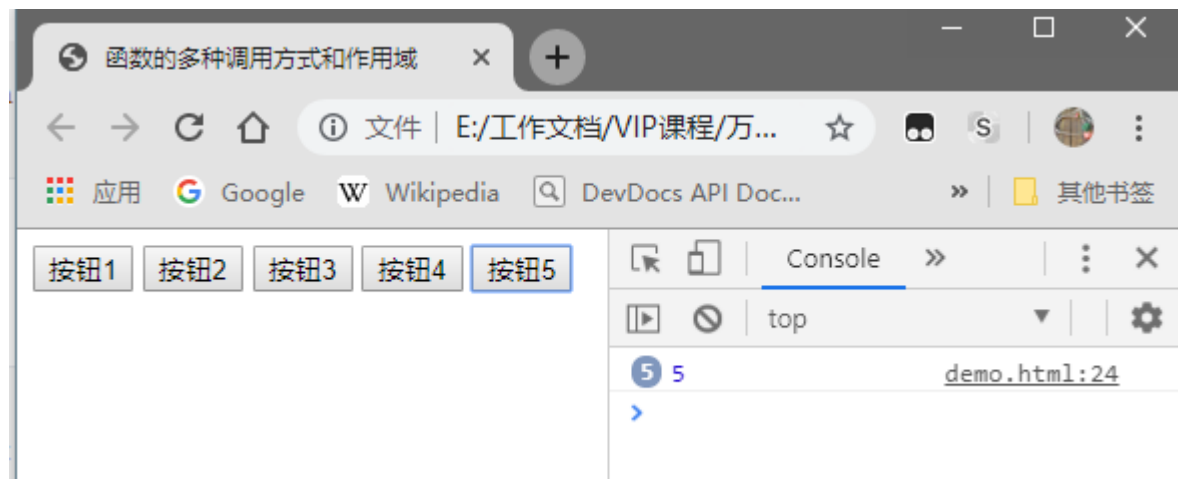 函数的多种调用方式和作用域
文件 E:/工作文档/VIP课程/万...
应用 Google W Wikipedia DevDocs API Doc... » 其他书签
按钮1 按钮2 按钮3 按钮4 按钮5
Console »
top
5 5 demo.html:24